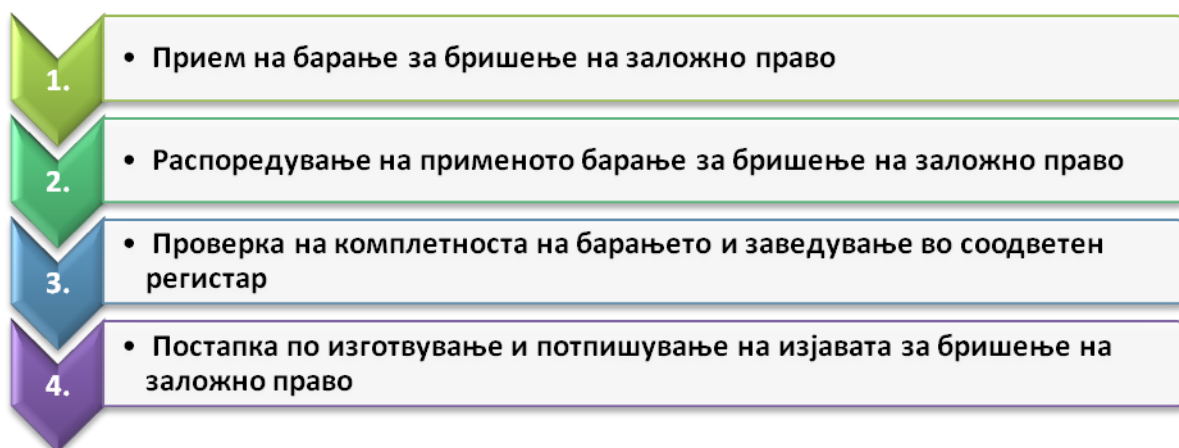 1.
• Прием на барање за бришење на заложно право
2.
• Распоредување на применото барање за бришење на заложно право
3.
• Проверка на комплетноста на барањето и заведување во соодветен
регистар
4.
• Постапка по изготвување и потпишување на изјавата за бришење на
заложно право